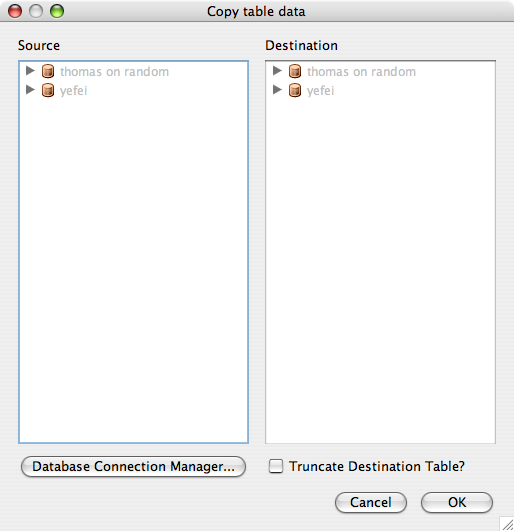 Copy table data
Source
Destination
thomas on random
yefei
thomas on random
yefei
Database Connection Manager...
Truncate Destination Table?
Cancel
OK